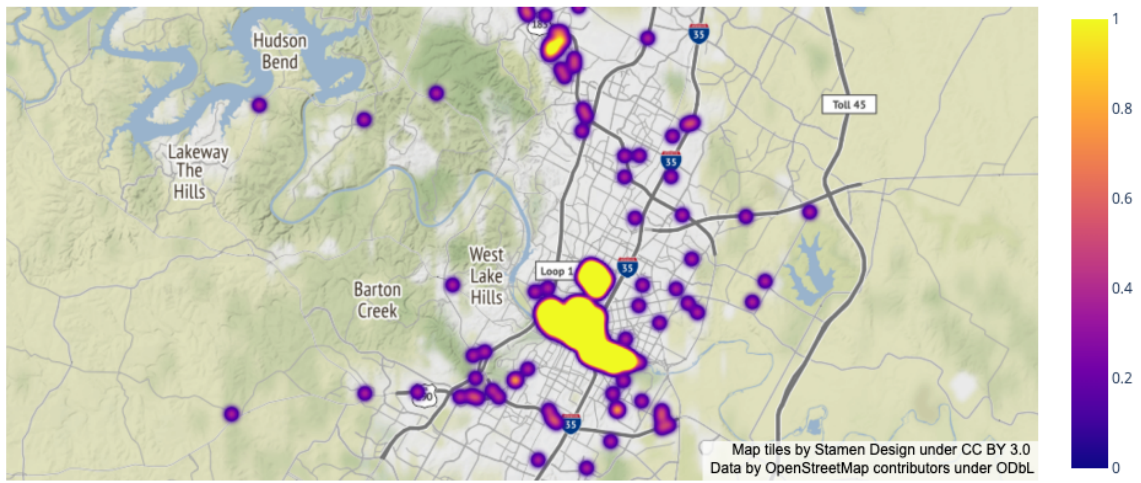 183
35
1
Hudson
Bend
0.8
Toll 45
Lakeway
The
Hills
35
0.6
West
Lake
Hills
Loop 1
35
Barton
Creek
0.4
0.2
35
Map tiles by Stamen Design under CC BY 3.0
Data by OpenStreetMap contributors under ODbL
0